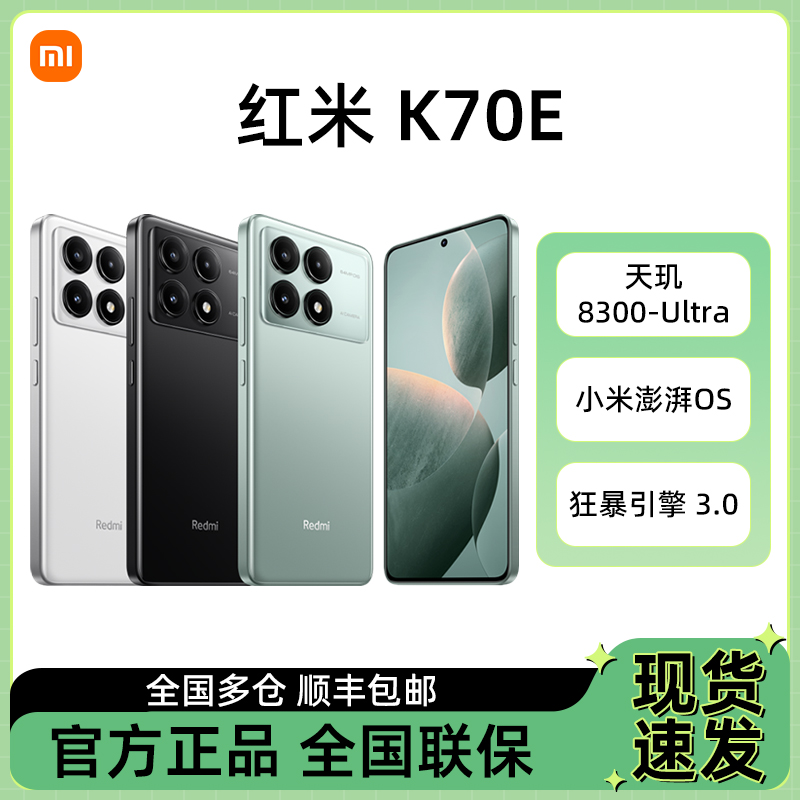 mi
红米 K70E
天玑
8300-Ultra
小米澎湃OS
狂暴引擎 3.0
Redmi
Redmi
Redmi
全国多仓 顺丰包邮
官方正品 全国联保
现货
速发